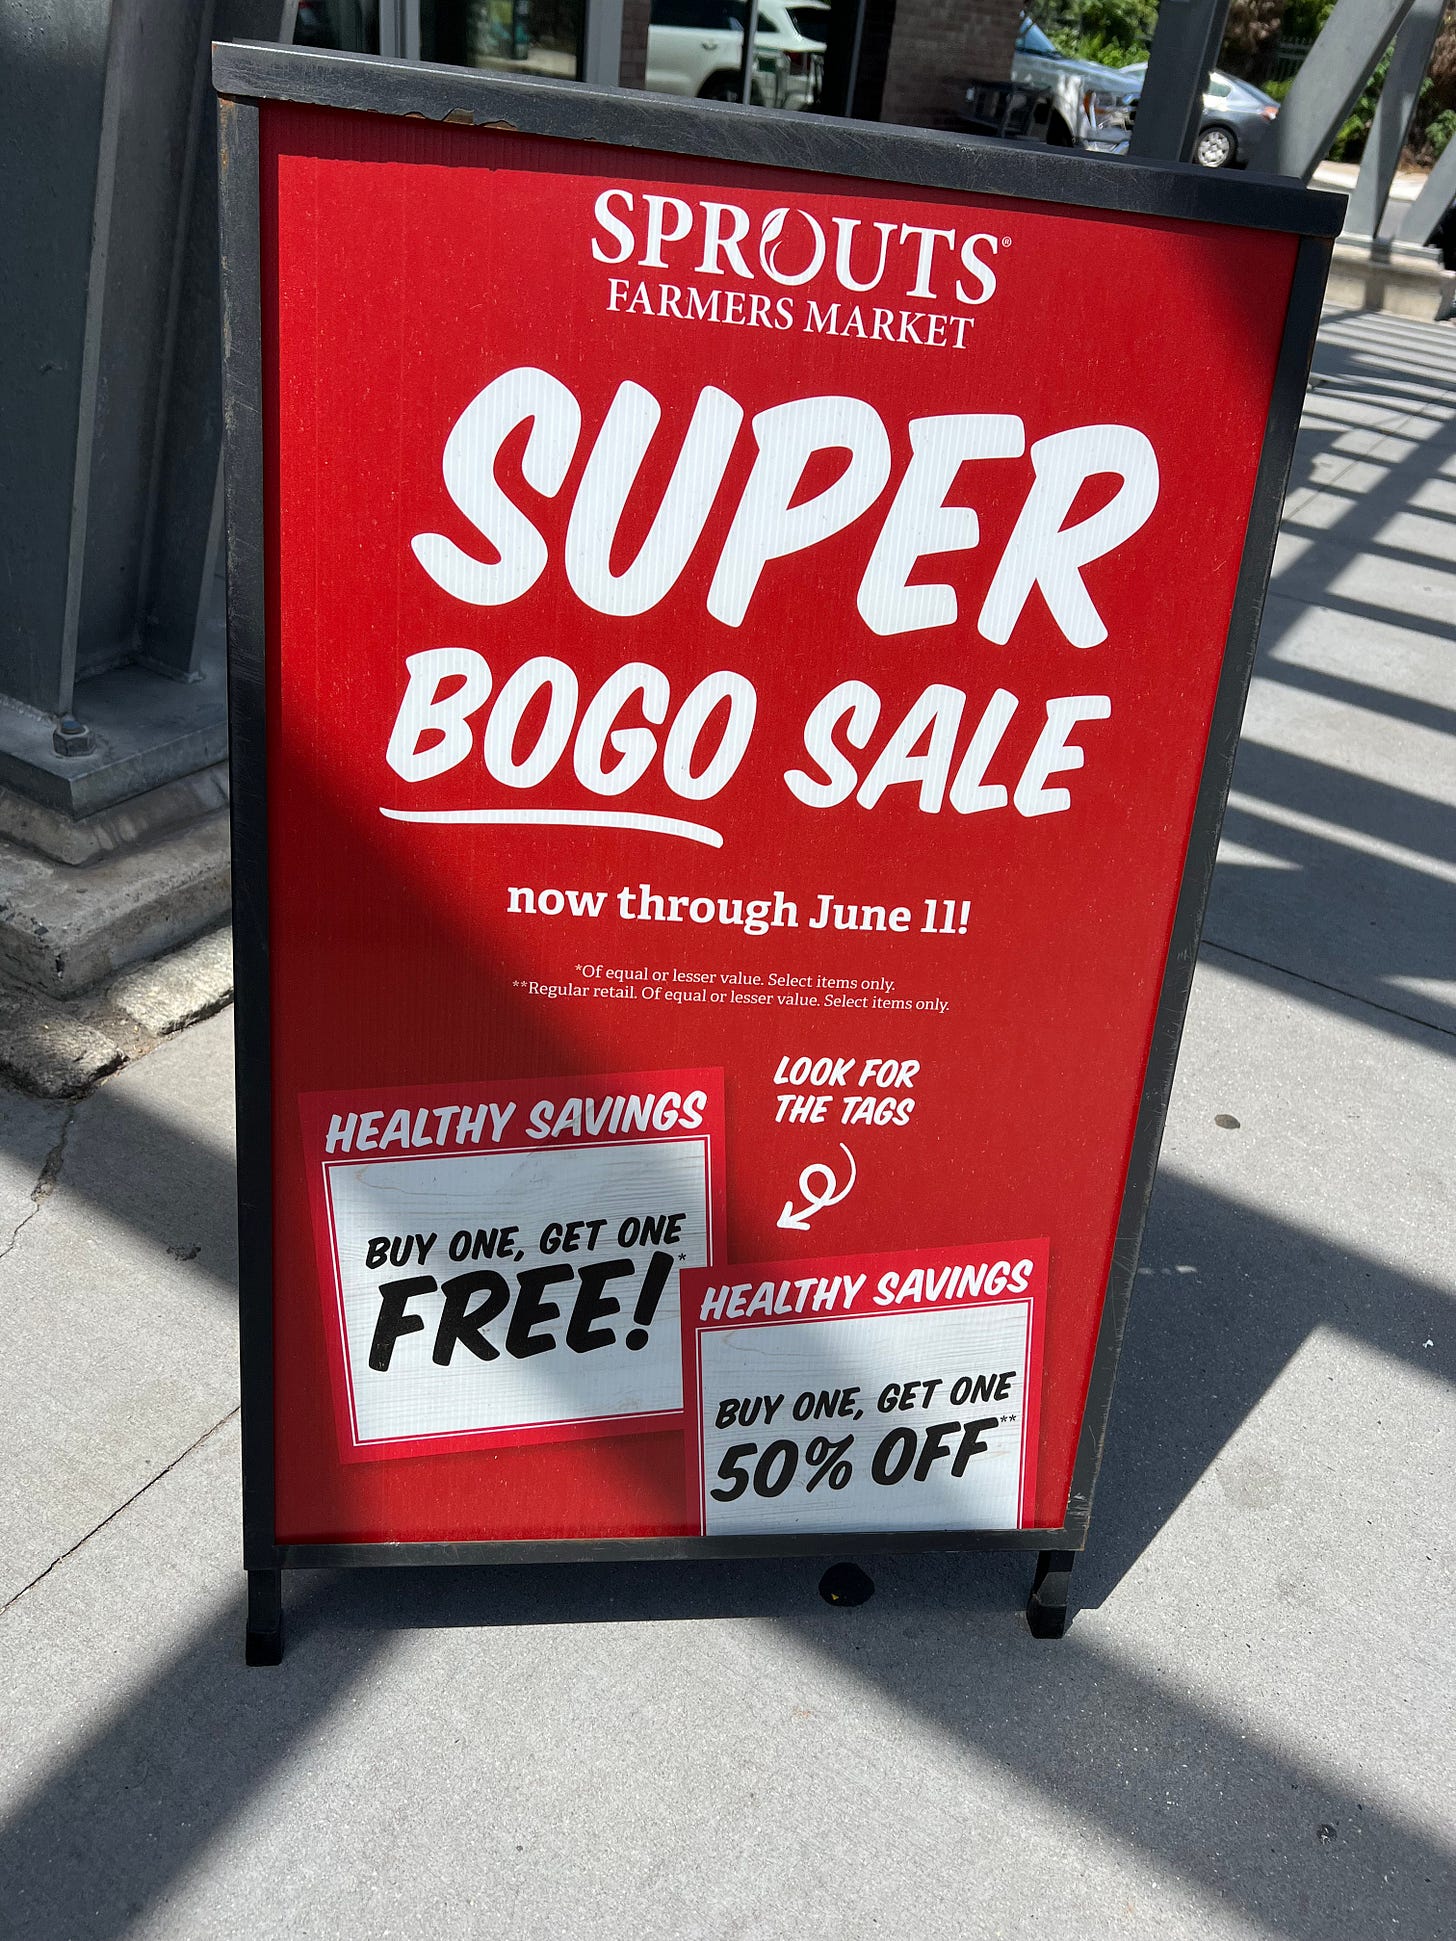 SPROUTS®
FARMERS MARKET
SUPER
BOGO SALE
now through June 11!
*Of equal or lesser value. Select items only.
**Regular retail. Of equal or lesser value. Select items only.
LOOK FOR
THE TAGS
HEALTHY SAVINGS
BUY ONE, GET ONE
FREE!*
HEALTHY SAVINGS
BUY ONE, GET ONE
50% OFF**